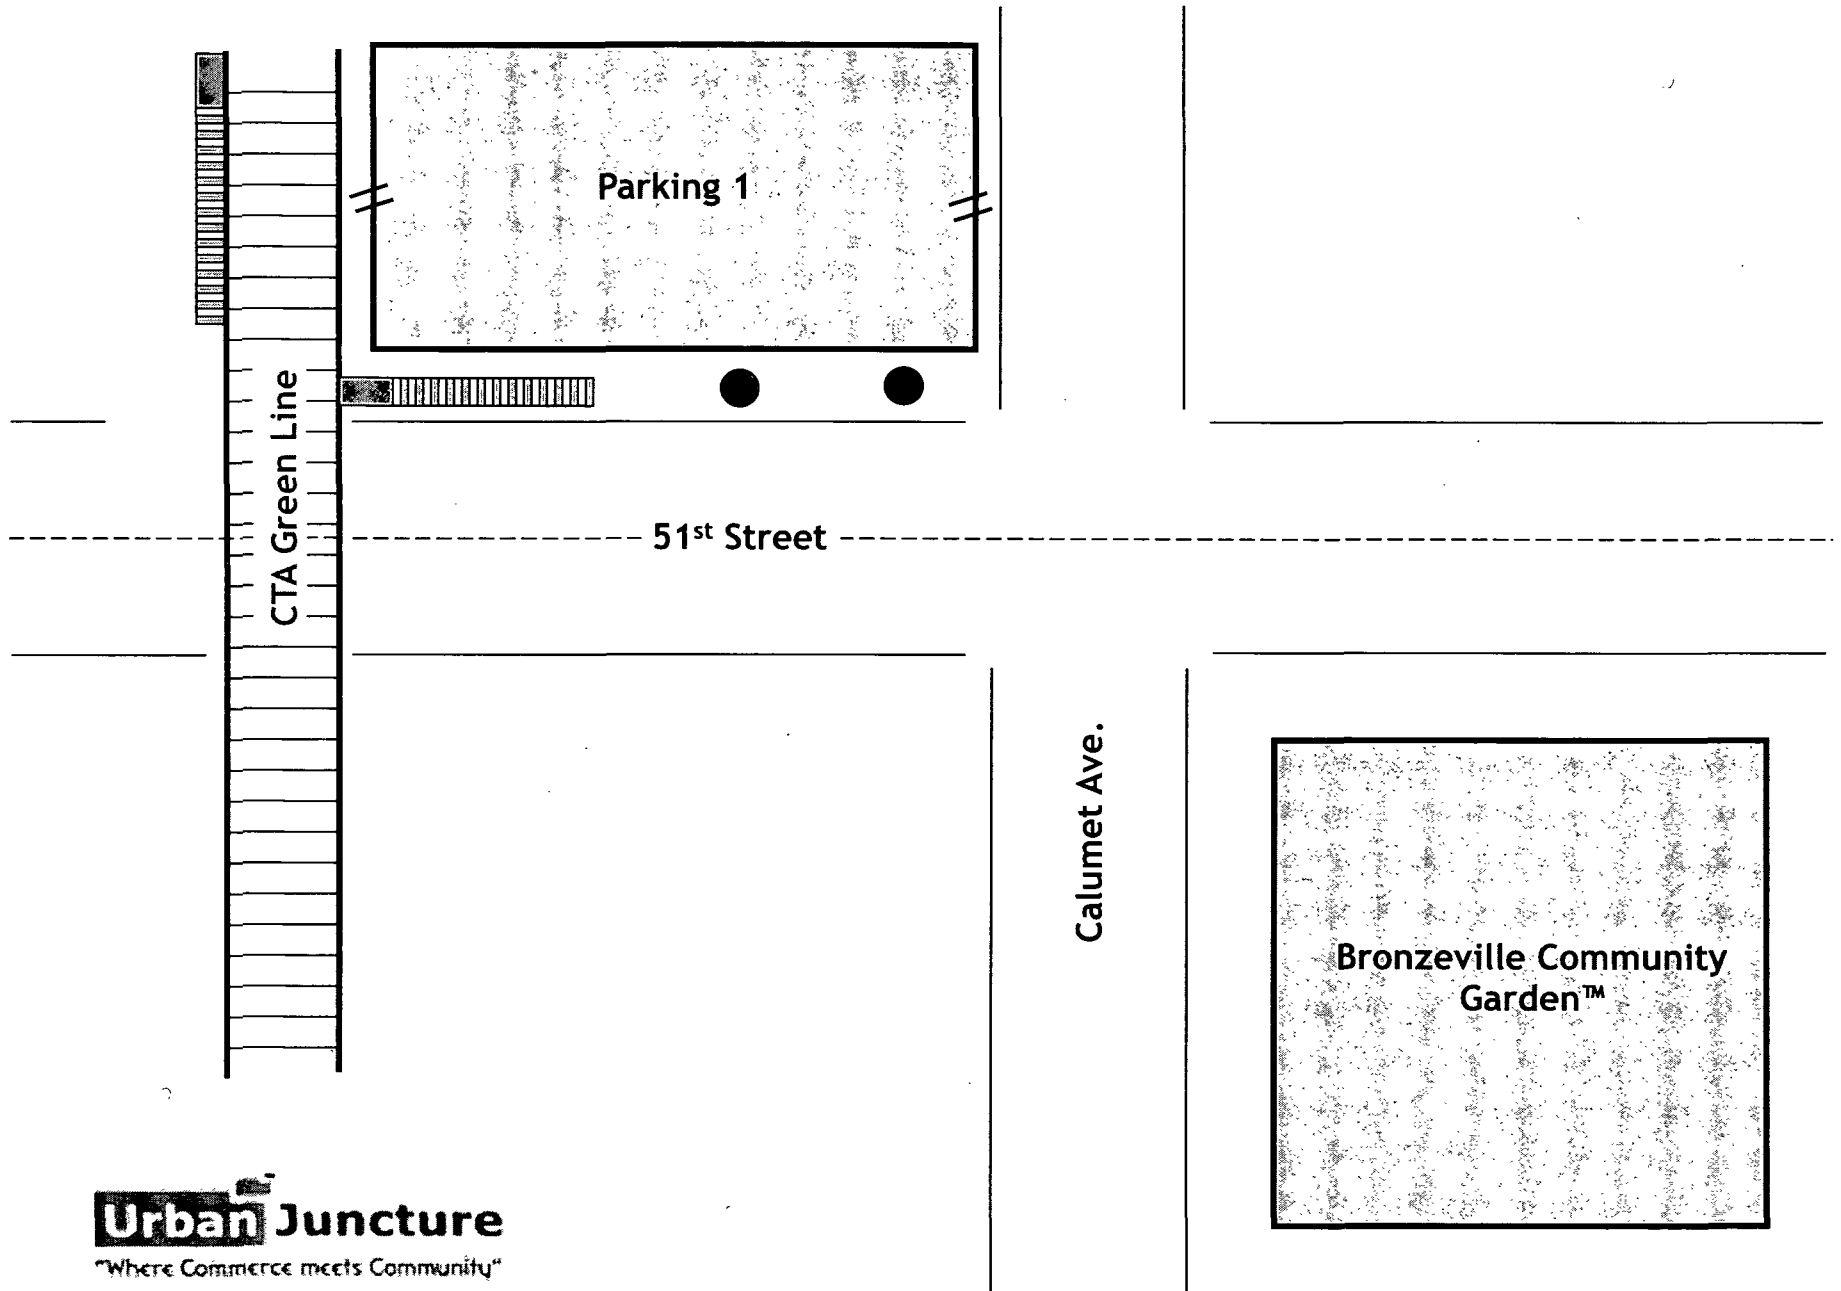 Parking 1
CTA Green Line
51st Street
Calumet Ave.
Bronzeville Community
Garden™
Urban Juncture
"Where Commerce meets Community"